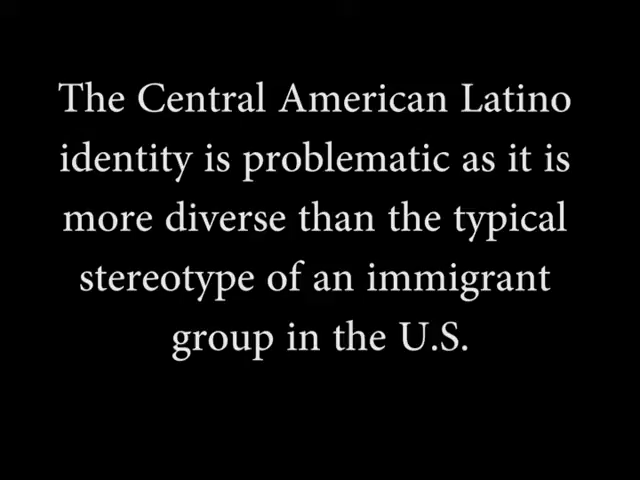 The Central American Latino
identity is problematic as it is
more diverse than the typical
stereotype of an immigrant
group in the U.S.